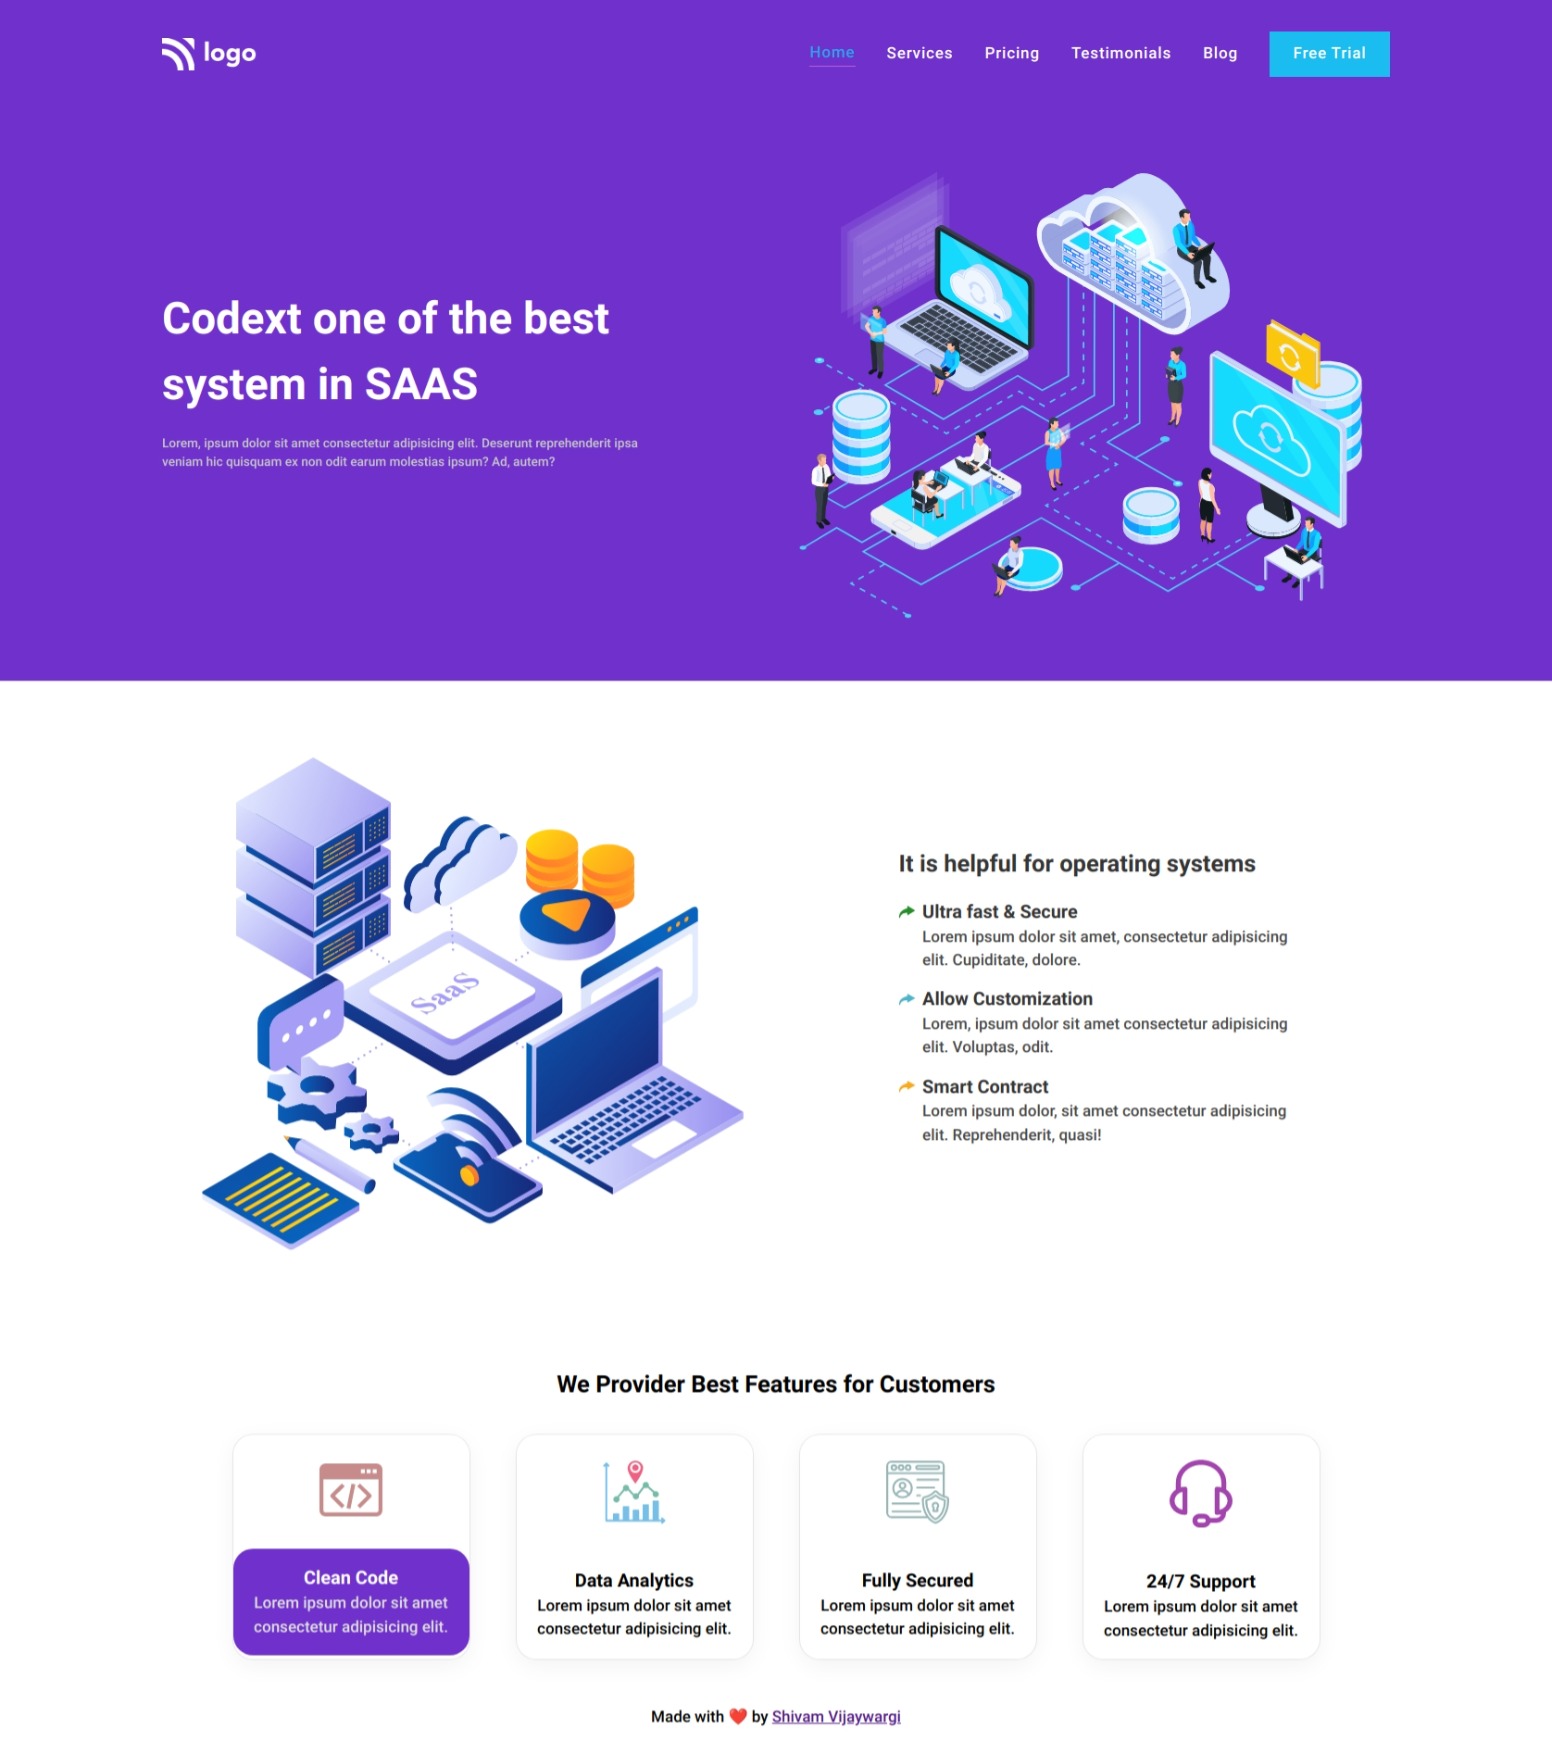 logo
Home Services Pricing Testimonials Blog Free Trial
Codext one of the best
system in SAAS
Lorem, ipsum dolor sit amet consectetur adipisicing elit. Deserunt reprehenderit ipsa
veniam hic quisquam ex non odit earum molestias ipsum? Ad, autem?
SaaS
It is helpful for operating systems
Ultra fast & Secure
Lorem ipsum dolor sit amet, consectetur adipisicing
elit. Cupiditate, dolore.
Allow Customization
Lorem, ipsum dolor sit amet consectetur adipisicing
elit. Voluptas, odit.
Smart Contract
Lorem ipsum dolor, sit amet consectetur adipisicing
elit. Reprehenderit, quasi!
We Provider Best Features for Customers
Clean Code
Lorem ipsum dolor sit amet
consectetur adipisicing elit.
Data Analytics
Lorem ipsum dolor sit amet
consectetur adipisicing elit.
Fully Secured
Lorem ipsum dolor sit amet
consectetur adipisicing elit.
24/7 Support
Lorem ipsum dolor sit amet
consectetur adipisicing elit.
Made with ❤️ by Shivam Vijaywargi